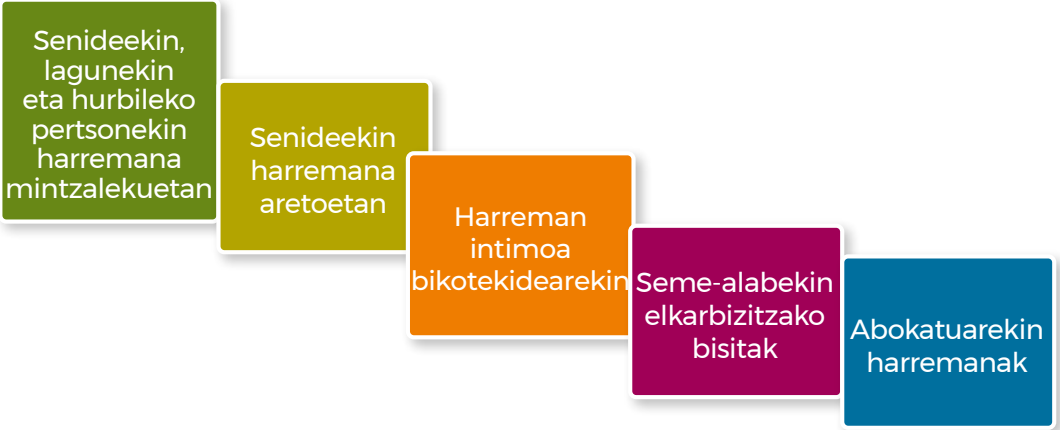 Senideekin,
lagunekin
eta hurbileko
pertsonekin
harremana
mintzalekuetan
Senideekin
harremana
aretoetan
Harreman
intimoa
bikotekidearekin
Seme-alabekin
elkarbizitzako
bisitak
Abokatuarekin
harremanak